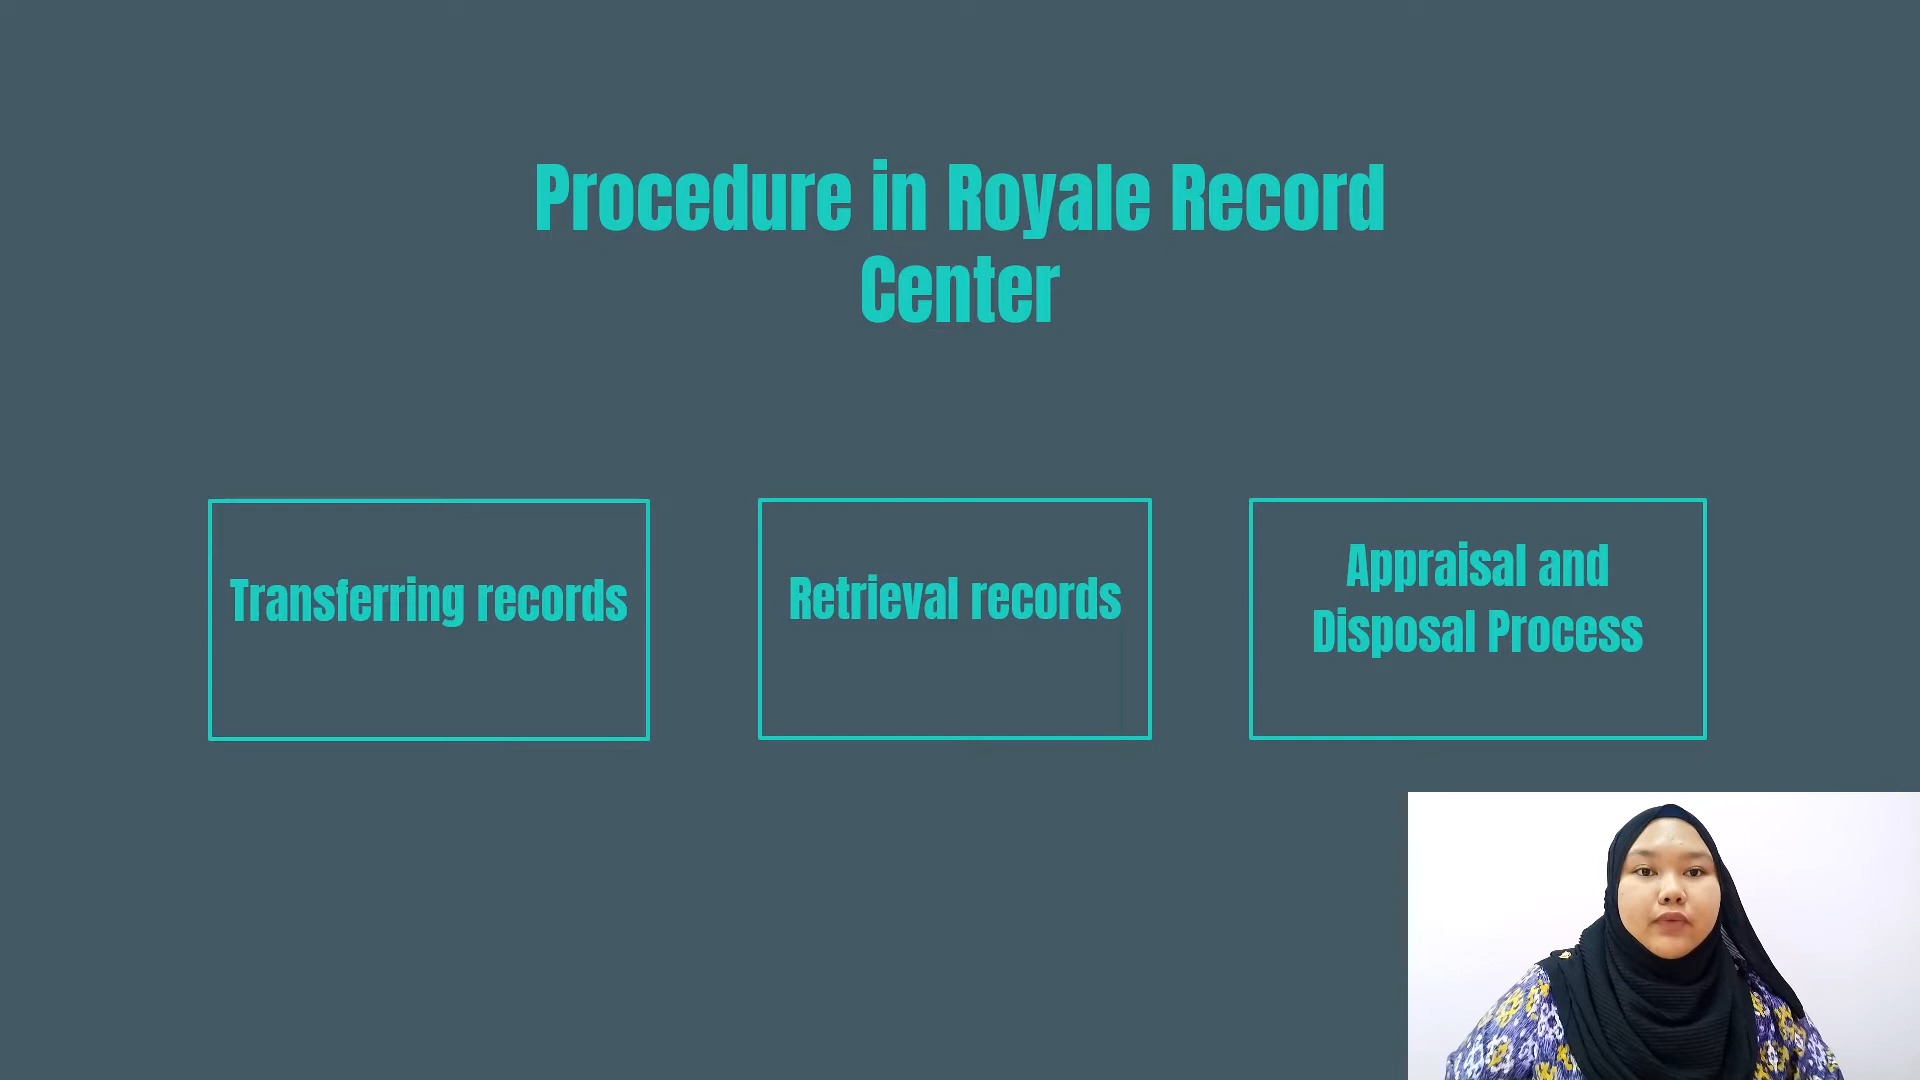 Procedure in Royale Record
Center
Transferring records
Retrieval records
Appraisal and
Disposal Process